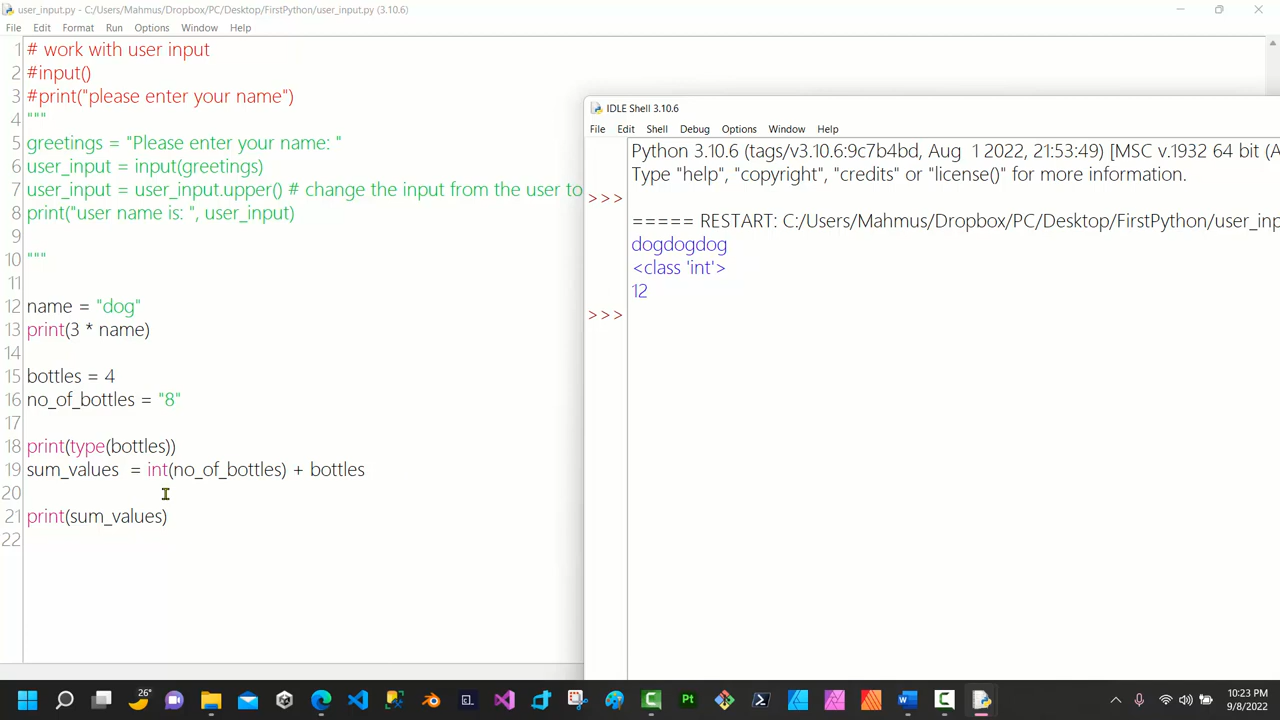 user_input.py - C:/Users/Mahmus/Dropbox/PC/Desktop/FirstPython/user_input.py (3.10.6)
File Edit Format Run Options Window Help
1 # work with user input
2 #input()
3 #print("please enter your name")
4 """
5 greetings = "Please enter your name: "
6 user_input = input(greetings)
7 user_input = user_input.upper() # change the input from the user to
8 print("user name is: ", user_input)
9
10 """
11
12 name = "dog"
13 print(3 * name)
14
15 bottles = 4
16 no_of_bottles = "8"
17
18 print(type(bottles))
19 sum_values  = int(no_of_bottles) + bottles
20
21 print(sum_values)
22
IDLE Shell 3.10.6
File Edit Shell Debug Options Window Help
Python 3.10.6 (tags/v3.10.6:9c7b4bd, Aug  1 2022, 21:53:49) [MSC v.1932 64 bit (A
Type "help", "copyright", "credits" or "license()" for more information.
>>>
===== RESTART: C:/Users/Mahmus/Dropbox/PC/Desktop/FirstPython/user_inp
dogdogdog
<class 'int'>
12
>>>
26°
Pt
10:23 PM
9/8/2022